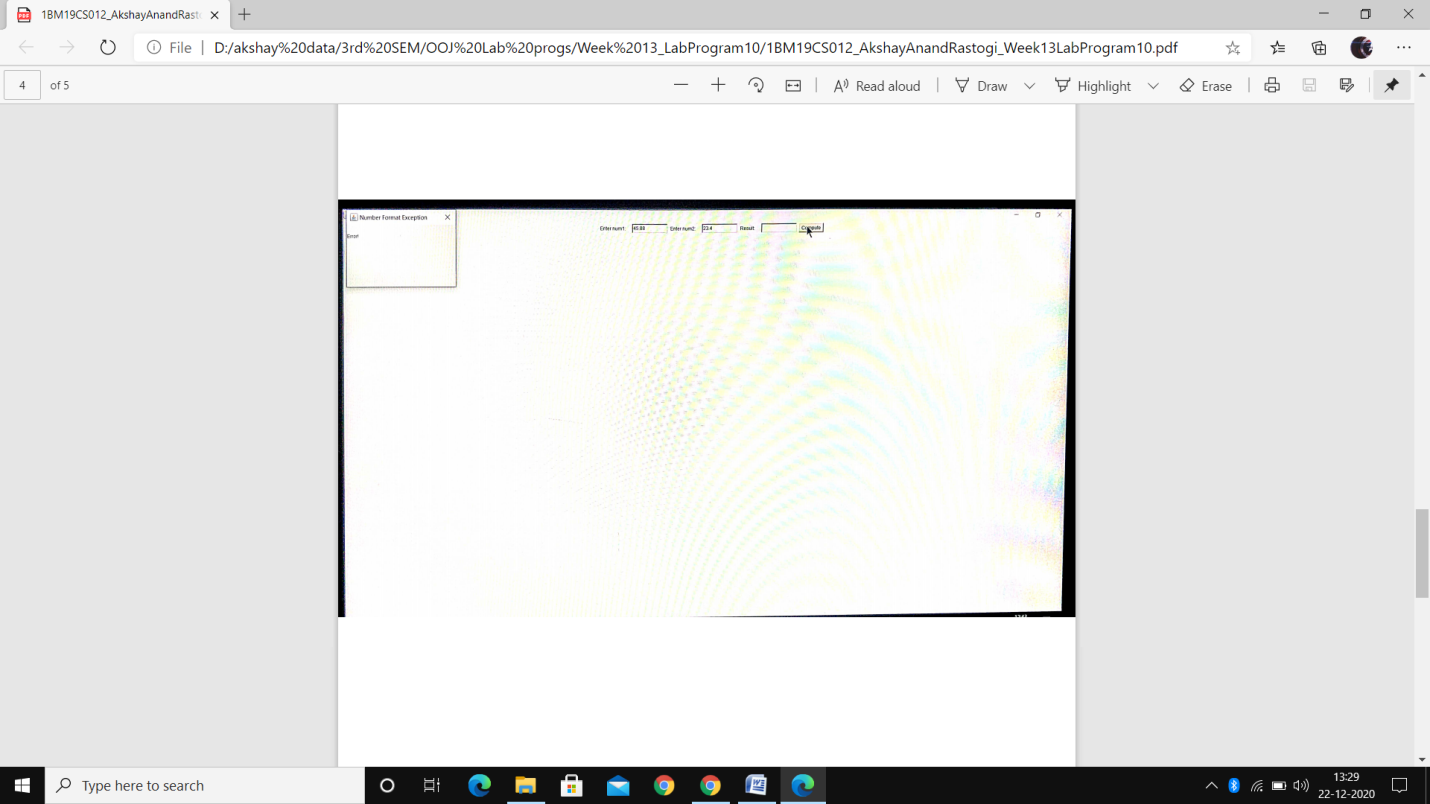 1BM19CS012_AkshayAnandRast
File
D:/akshay%20data/3rd%20SEM/OOJ%20Lab%20progs/Week%2013_LabProgram10/1BM19CS012_AkshayAnandRastogi_Week13LabProgram10.pdf
4 of 5
Read aloud
Draw
Highlight
Erase
Number Format Exception
Error!
Enter num1: 45.88 Enter num2: 23.4 Result: Compute
Type here to search
13:29
22-12-2020